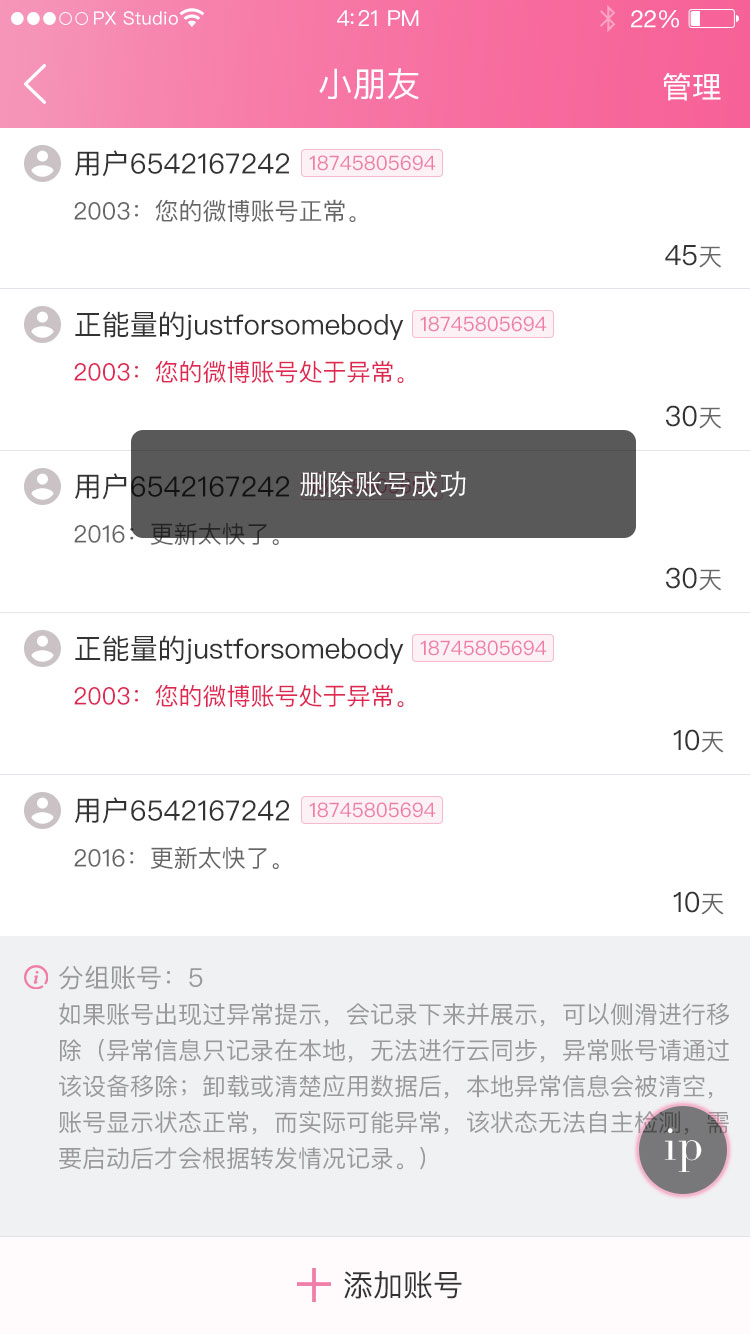 PX Studio 4:21 PM 22%
小朋友 管理
用户6542167242 18745805694
2003：您的微博账号正常。
45天
正能量的justforsomebody 18745805694
2003：您的微博账号处于异常。
30天
用户6542167242
删除账号成功
2016：更新太快了。
30天
正能量的justforsomebody 18745805694
2003：您的微博账号处于异常。
10天
用户6542167242 18745805694
2016：更新太快了。
10天
分组账号：5
如果账号出现过异常提示，会记录下来并展示，可以侧滑进行移
除（异常信息只记录在本地，无法进行云同步，异常账号请通过
该设备移除；卸载或清楚应用数据后，本地异常信息会被清空，
账号显示状态正常，而实际可能异常，该状态无法自主检测，需
要启动后才会根据转发情况记录。）
ip
添加账号